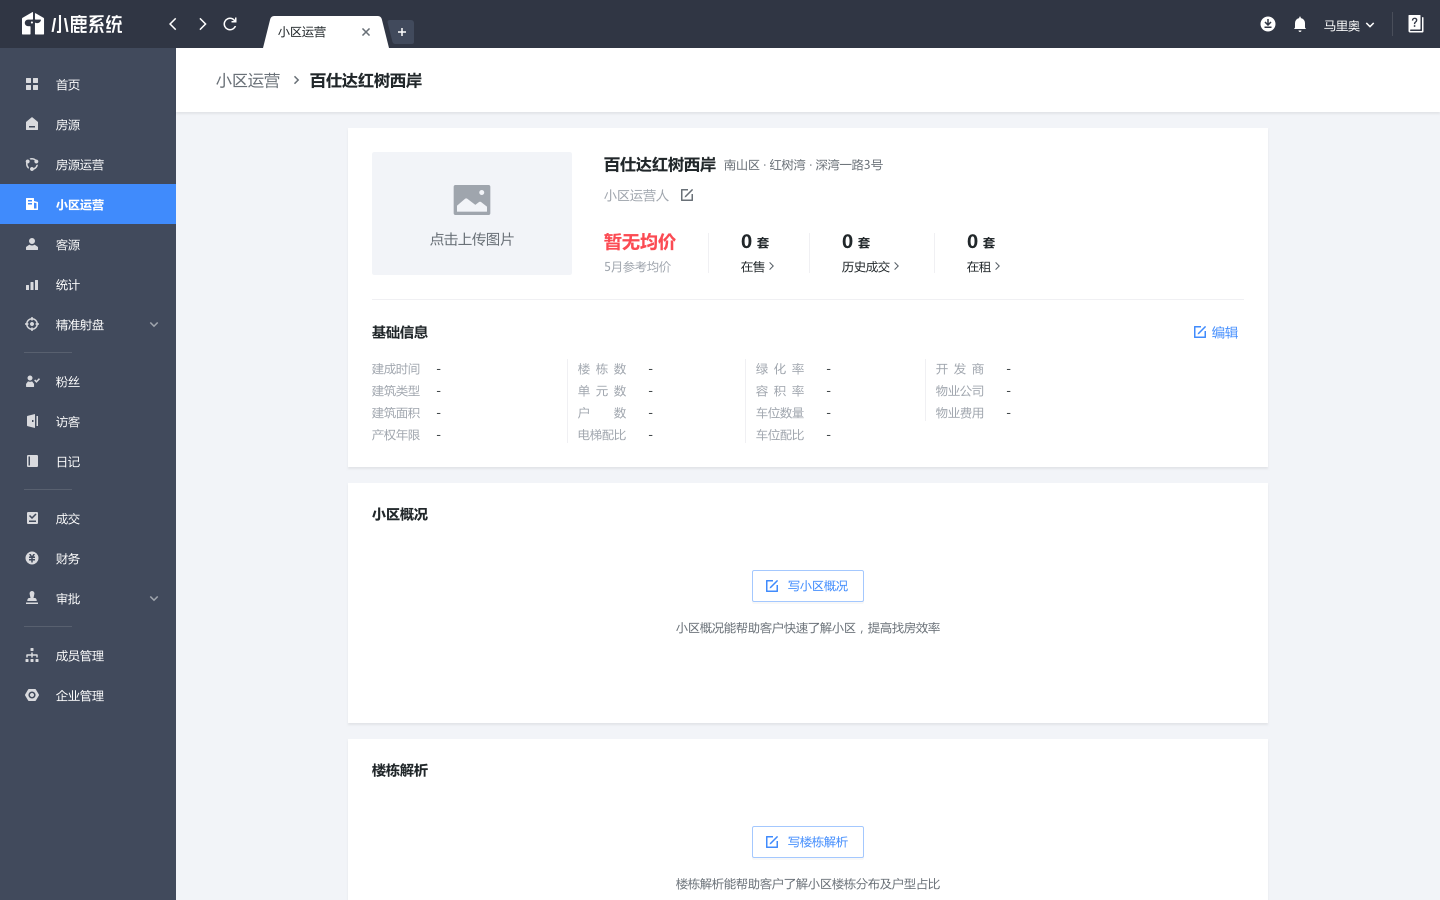 小鹿系统
小区运营
马里奥
首页
房源
房源运营
小区运营
客源
统计
精准射盘
粉丝
访客
日记
成交
财务
审批
成员管理
企业管理
小区运营 > 百仕达红树西岸
点击上传图片
百仕达红树西岸 南山区 · 红树湾 · 深湾一路3号
小区运营人
暂无均价
5月参考均价
0 套
在售 >
0 套
历史成交 >
0 套
在租 >
基础信息
编辑
建成时间 -
建筑类型 -
建筑面积 -
产权年限 -
楼栋数 -
单元数 -
户数 -
电梯配比 -
绿化率 -
容积率 -
车位数量 -
车位配比 -
开发商 -
物业公司 -
物业费用 -
小区概况
写小区概况
小区概况能帮助客户快速了解小区，提高找房效率
楼栋解析
写楼栋解析
楼栋解析能帮助客户了解小区楼栋分布及户型占比